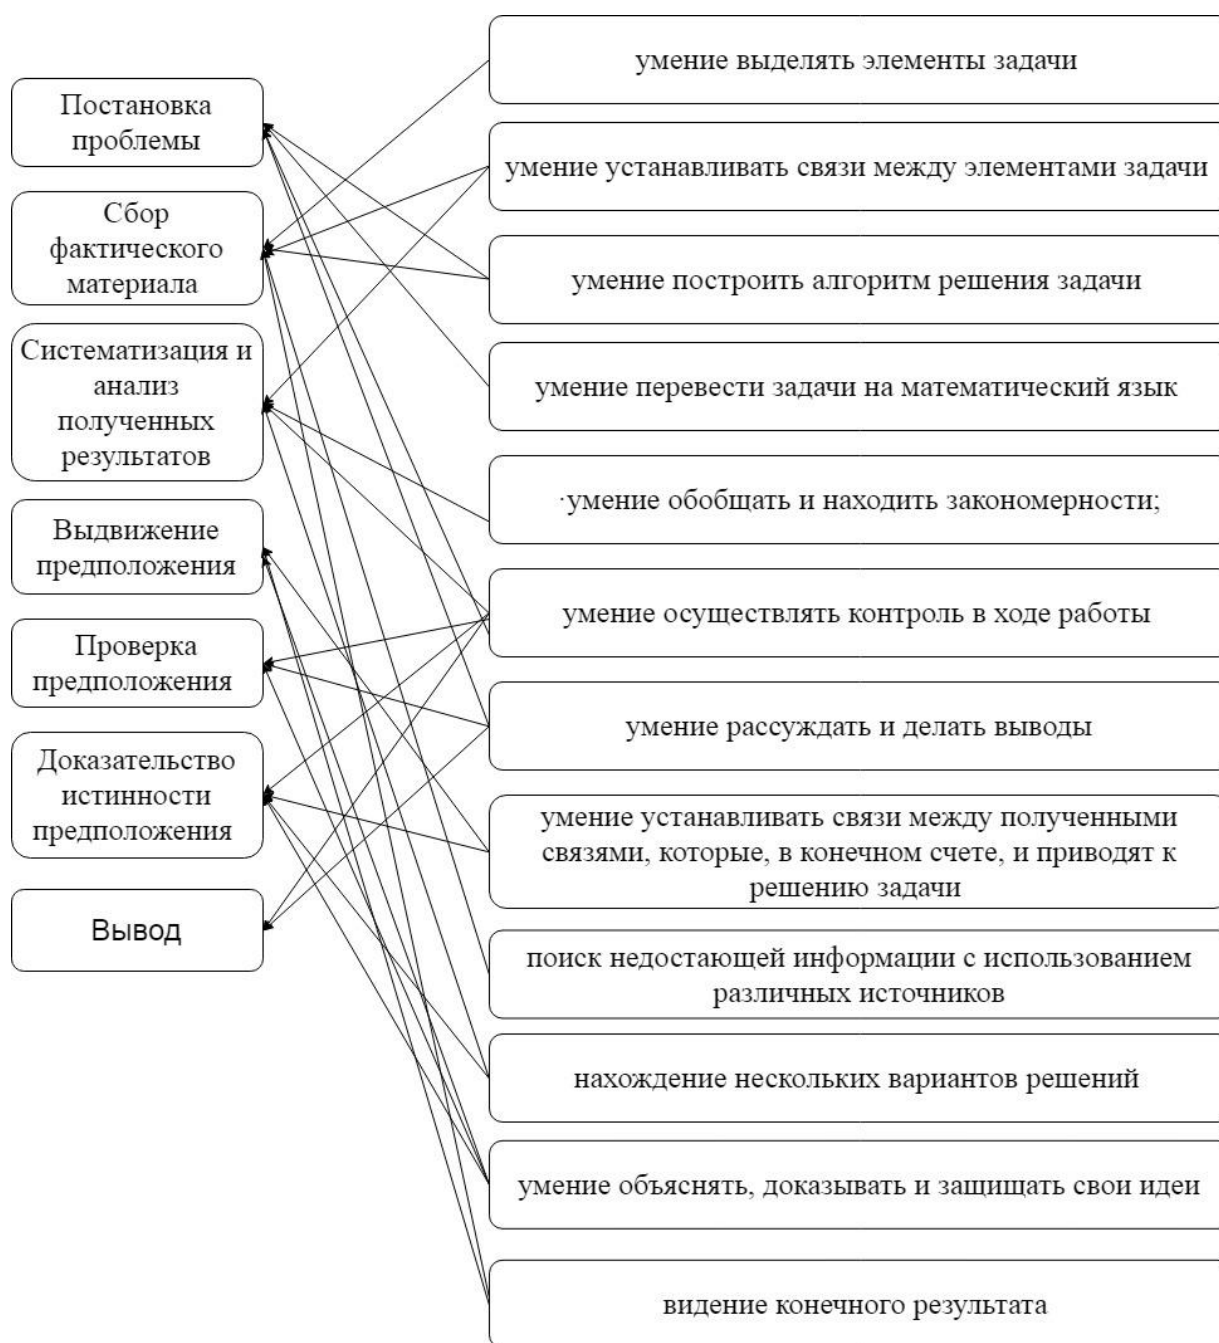 Постановка
проблемы
Сбор
фактического
материала
Систематизация и
анализ
полученных
результатов
Выдвижение
предположения
Проверка
предположения
Доказательство
истинности
предположения
Вывод
умение выделять элементы задачи
умение устанавливать связи между элементами задачи
умение построить алгоритм решения задачи
умение перевести задачи на математический язык
·умение обобщать и находить закономерности;
умение осуществлять контроль в ходе работы
умение рассуждать и делать выводы
умение устанавливать связи между полученными
связями, которые, в конечном счете, и приводят к
решению задачи
поиск недостающей информации с использованием
различных источников
нахождение нескольких вариантов решений
умение объяснять, доказывать и защищать свои идеи
видение конечного результата